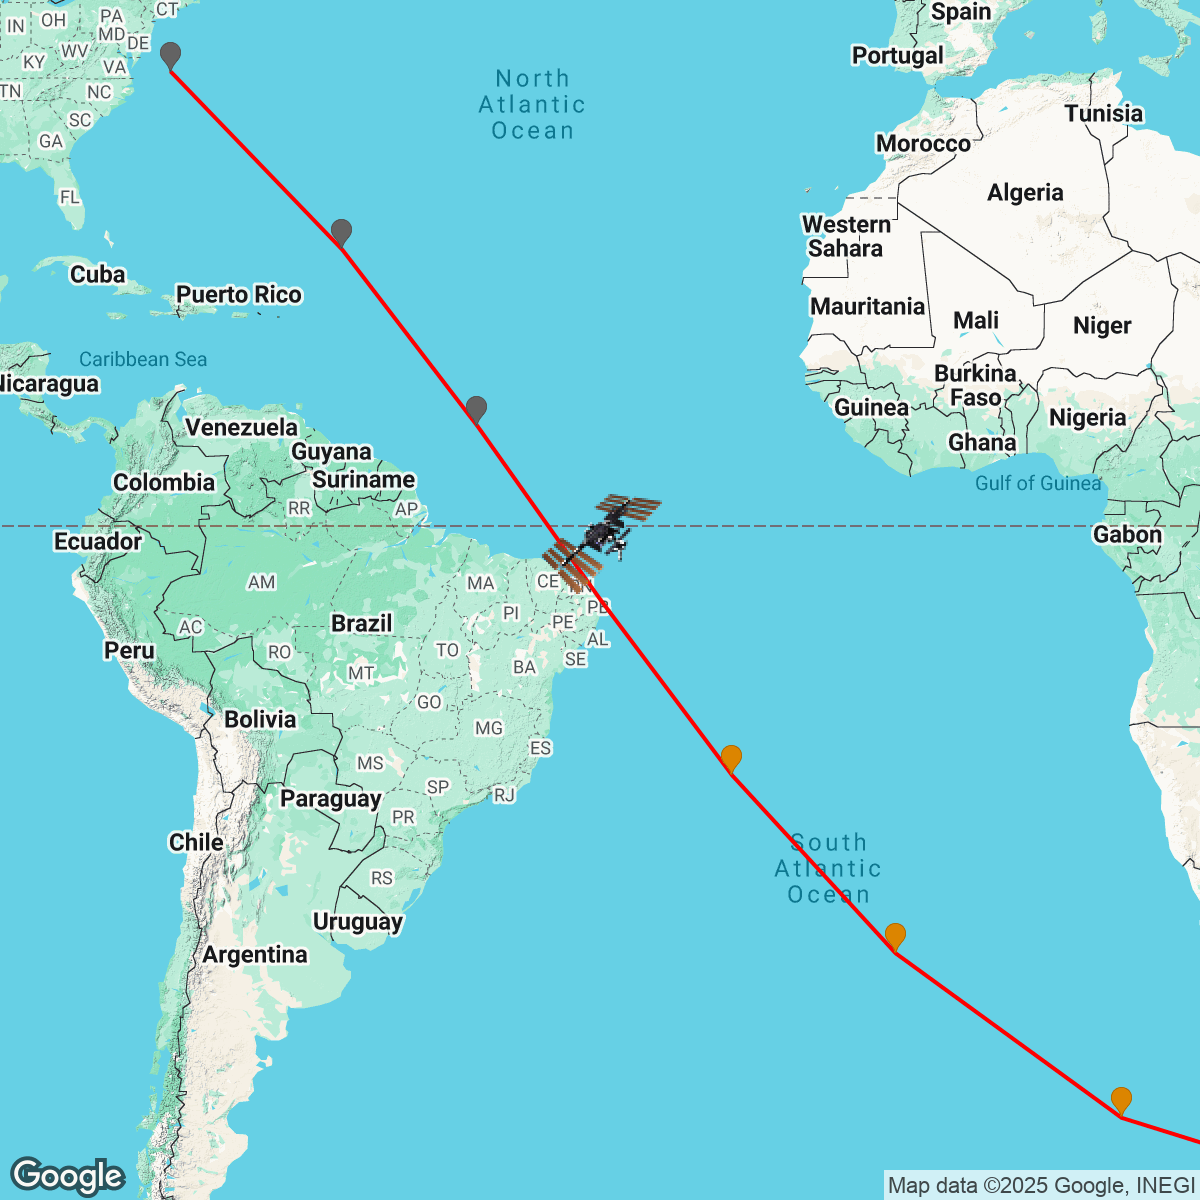 CT
PA
OH
IN
MD
DE
WV
KY
VA
TN
NC
SC
GA
FL
North
Atlantic
Ocean
Spain
Portugal
Tunisia
Morocco
Algeria
Western
Sahara
Cuba
Puerto Rico
Mauritania
Mali
Niger
Caribbean Sea
Nicaragua
Burkina
Faso
Guinea
Nigeria
Ghana
Venezuela
Guyana
Suriname
Colombia
Gulf of Guinea
RR
AP
Ecuador
Gabon
AM
MA
CE
PB
PI
PE
AC
Brazil
AL
Peru
RO
TO
SE
MT
BA
GO
Bolivia
MG
ES
MS
SP
RJ
Paraguay
PR
Chile
South
Atlantic
Ocean
RS
Uruguay
Argentina
Google
Map data ©2025 Google, INEGI